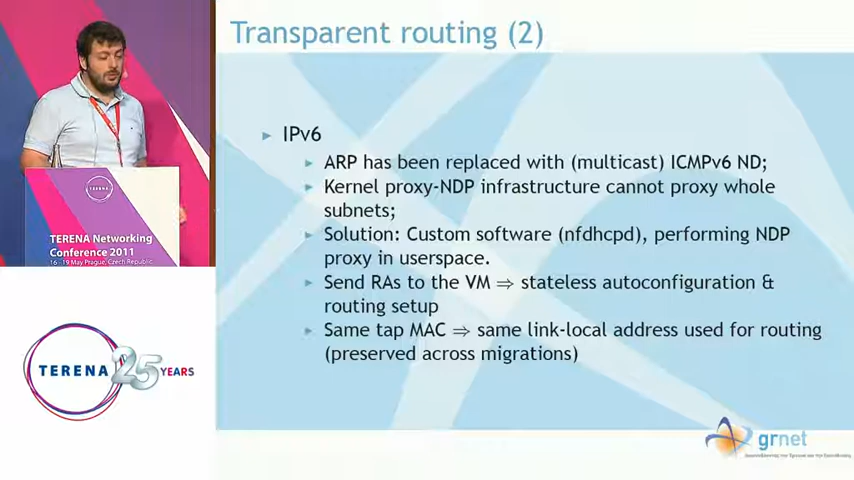 Transparent routing (2)
IPv6
ARP has been replaced with (multicast) ICMPv6 ND;
Kernel proxy-NDP infrastructure cannot proxy whole
subnets;
Solution: Custom software (nfdhcpd), performing NDP
proxy in userspace.
Send RAs to the VM ⇒ stateless autoconfiguration &
routing setup
Same tap MAC ⇒ same link-local address used for routing
(preserved across migrations)
TERENA
TERENA Networking
Conference 2011
16 - 19 May Prague, Czech Republic
TERENA 25 YEARS
grnet